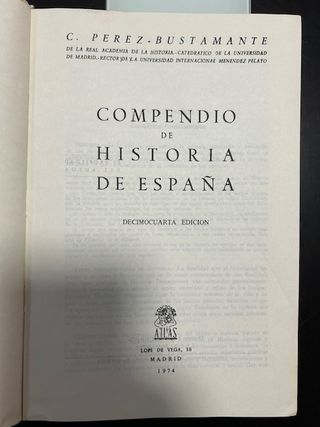 C. PEREZ-BUSTAMANTE
DE LA REAL ACADEMIA DE LA HISTORIA.-CATEDRATICO DE LA UNIVERSIDAD
DE MADRID.-RECTOR DE LA UNIVERSIDAD INTERNACIONAL MENENDEZ PELAYO
COMPENDIO
DE
HISTORIA
DE ESPAÑA
DECIMOCUARTA EDICION
ATLAS
LOPE DE VEGA, 18
MADRID
1974